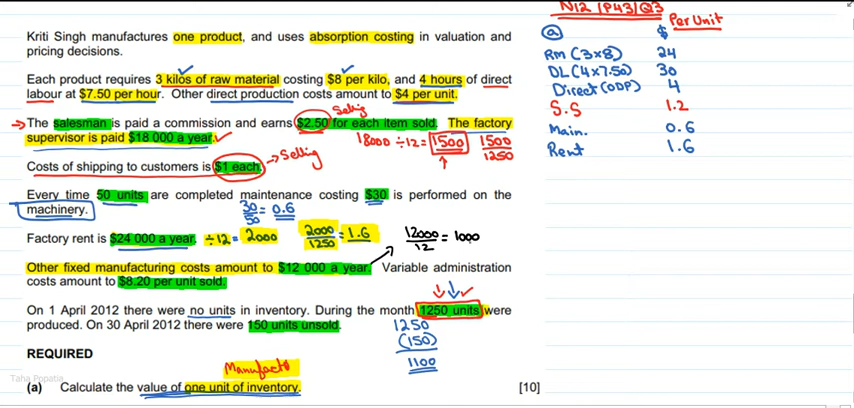 N12 / P43 / Q3
Kriti Singh manufactures one product, and uses absorption costing in valuation and
pricing decisions.
Each product requires 3 kilos of raw material costing $8 per kilo, and 4 hours of direct
labour at $7.50 per hour. Other direct production costs amount to $4 per unit.
Selling
The salesman is paid a commission and earns $2.50 for each item sold. The factory
supervisor is paid $18 000 a year.
18000 ÷ 12 = 1500
1500
1250
Costs of shipping to customers is $1 each.
Selling
Every time 50 units are completed maintenance costing $30 is performed on the
machinery.
30
50
= 0.6
Factory rent is $24 000 a year.
÷12 = 2000
2000
1250
= 1.6
12000
12
= 1000
Other fixed manufacturing costs amount to $12 000 a year. Variable administration
costs amount to $8.20 per unit sold.
On 1 April 2012 there were no units in inventory. During the month 1250 units were
produced. On 30 April 2012 there were 150 units unsold.
1250
(150)
1100
REQUIRED
Manufact
Taha Popatia
(a) Calculate the value of one unit of inventory.
[10]
Per Unit
(a) $
RM (3×8) 24
DL (4×7.50) 30
Direct (ODP) 4
S.S 1.2
Main. 0.6
Rent 1.6